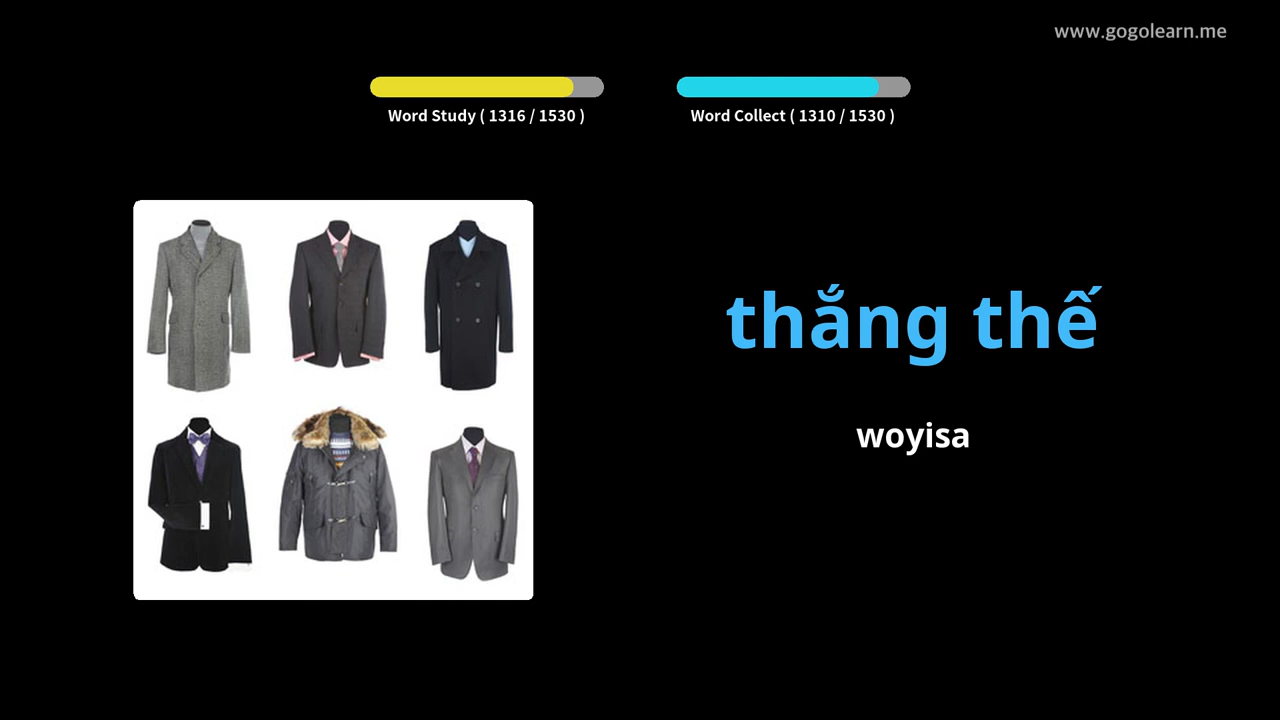 www.gogolearn.me
Word Study ( 1316 / 1530 )
Word Collect ( 1310 / 1530 )
thắng thế
woyisa